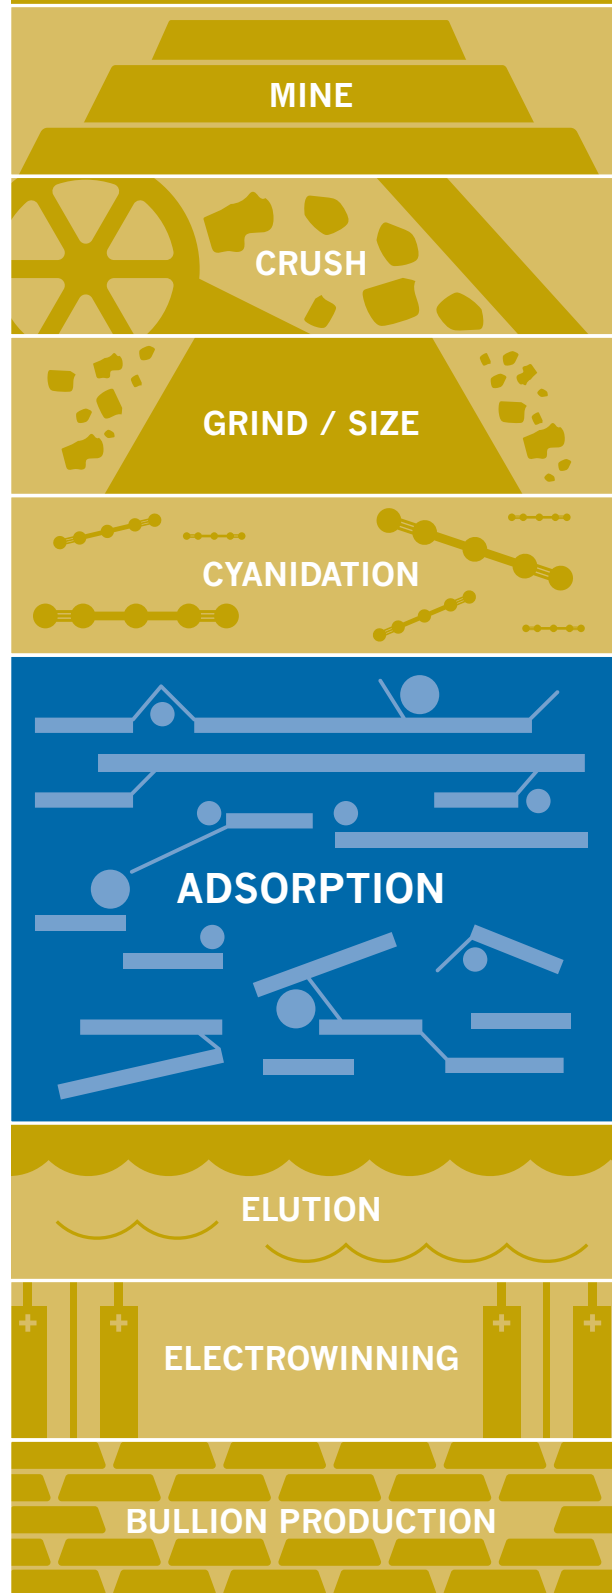 MINE
CRUSH
GRIND / SIZE
CYANIDATION
ADSORPTION
ELUTION
ELECTROWINNING
BULLION PRODUCTION